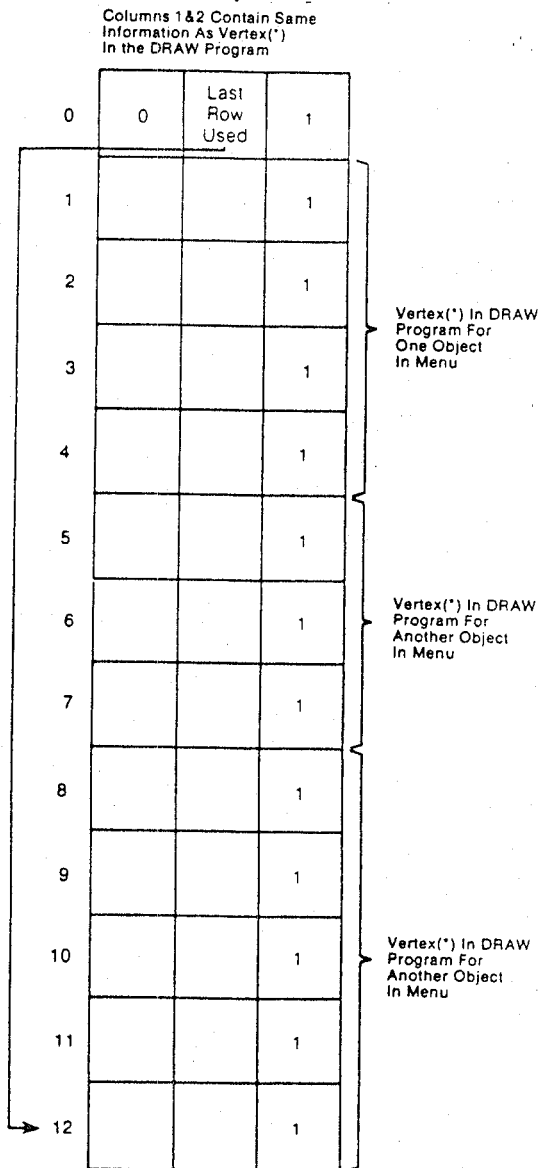 Columns 1&2 Contain Same
Information As Vertex(*)
In the DRAW Program
0 0 Last Row Used 1
1 1
2 1
3 1
Vertex(*) In DRAW
Program For
One Object
In Menu
4 1
5 1
6 1
Vertex(*) In DRAW
Program For
Another Object
In Menu
7 1
8 1
9 1
10 1
Vertex(*) In DRAW
Program For
Another Object
In Menu
11 1
12 1